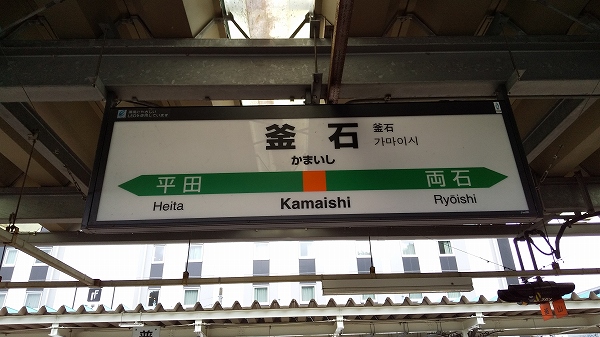 釜石
釜石
가마이시
かまいし
平田
両石
Heita
Kamaishi
Ryōishi